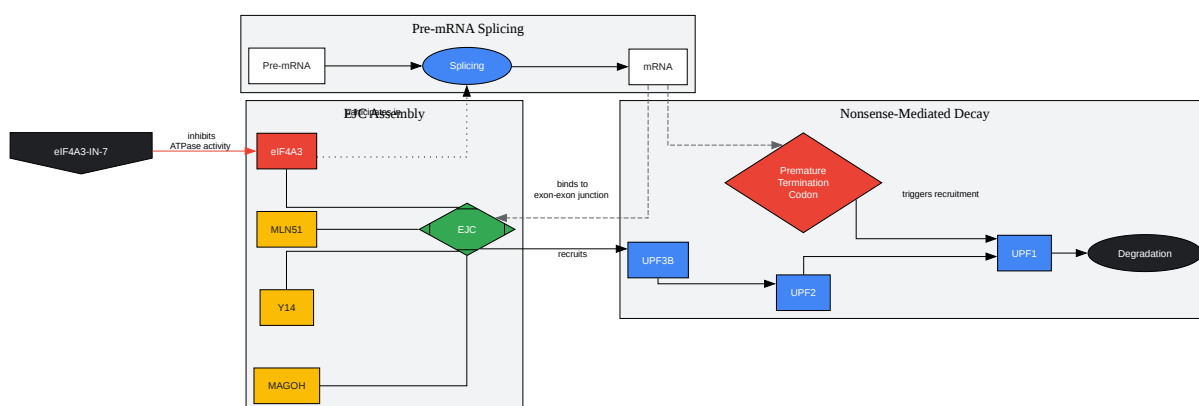 Pre-mRNA Splicing
Pre-mRNA
Splicing
mRNA
participates in
EJC Assembly
Nonsense-Mediated Decay
eIF4A3-IN-7
inhibits
ATPase activity
eIF4A3
Premature
Termination
Codon
binds to
exon-exon junction
triggers recruitment
MLN51
EJC
recruits
UPF3B
UPF1
Degradation
UPF2
Y14
MAGOH